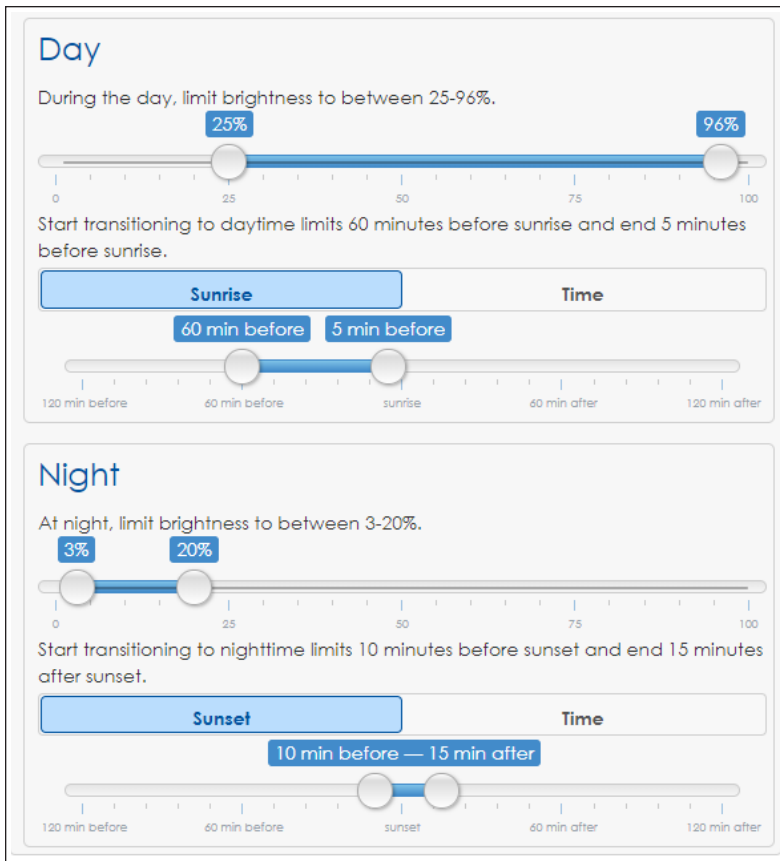 Day
During the day, limit brightness to between 25-96%.
25% 96%
0 25 50 75 100
Start transitioning to daytime limits 60 minutes before sunrise and end 5 minutes
before sunrise.
Sunrise Time
60 min before 5 min before
120 min before 60 min before sunrise 60 min after 120 min after
Night
At night, limit brightness to between 3-20%.
3% 20%
0 25 50 75 100
Start transitioning to nighttime limits 10 minutes before sunset and end 15 minutes
after sunset.
Sunset Time
10 min before — 15 min after
120 min before 60 min before sunset 60 min after 120 min after